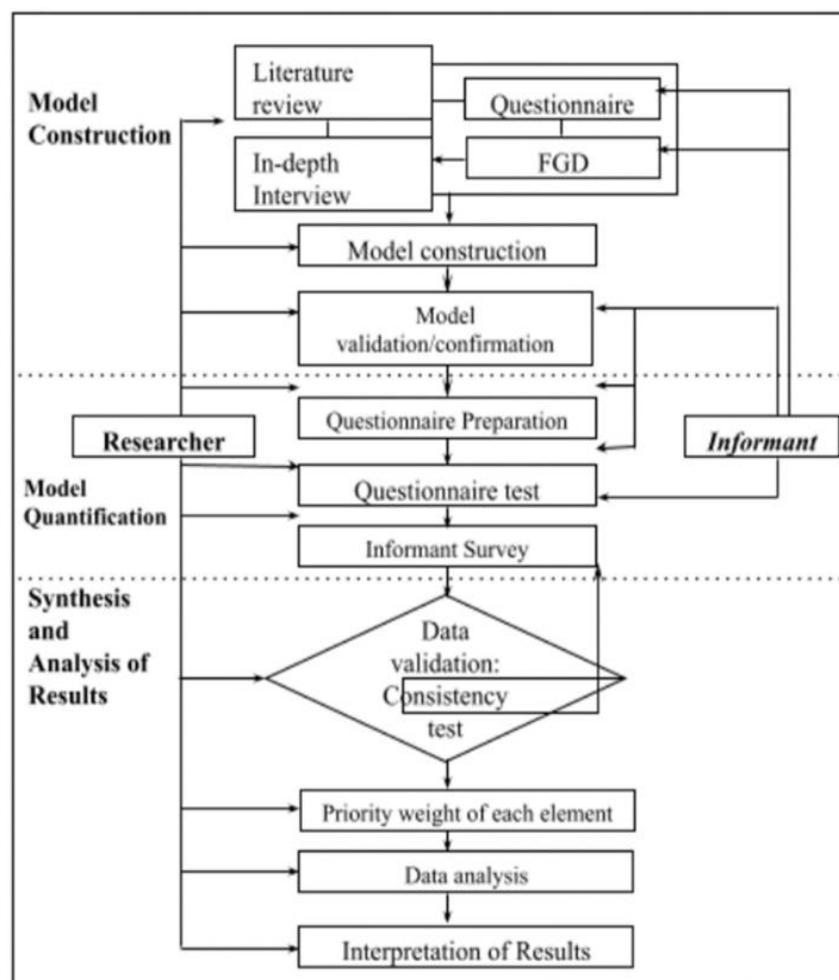 Model
Construction
Literature
review
Questionnaire
In-depth
Interview
FGD
Model construction
Model
validation/confirmation
Questionnaire Preparation
Researcher
Informant
Model
Quantification
Questionnaire test
Informant Survey
Synthesis
and
Analysis of
Results
Data
validation:
Consistency
test
Priority weight of each element
Data analysis
Interpretation of Results